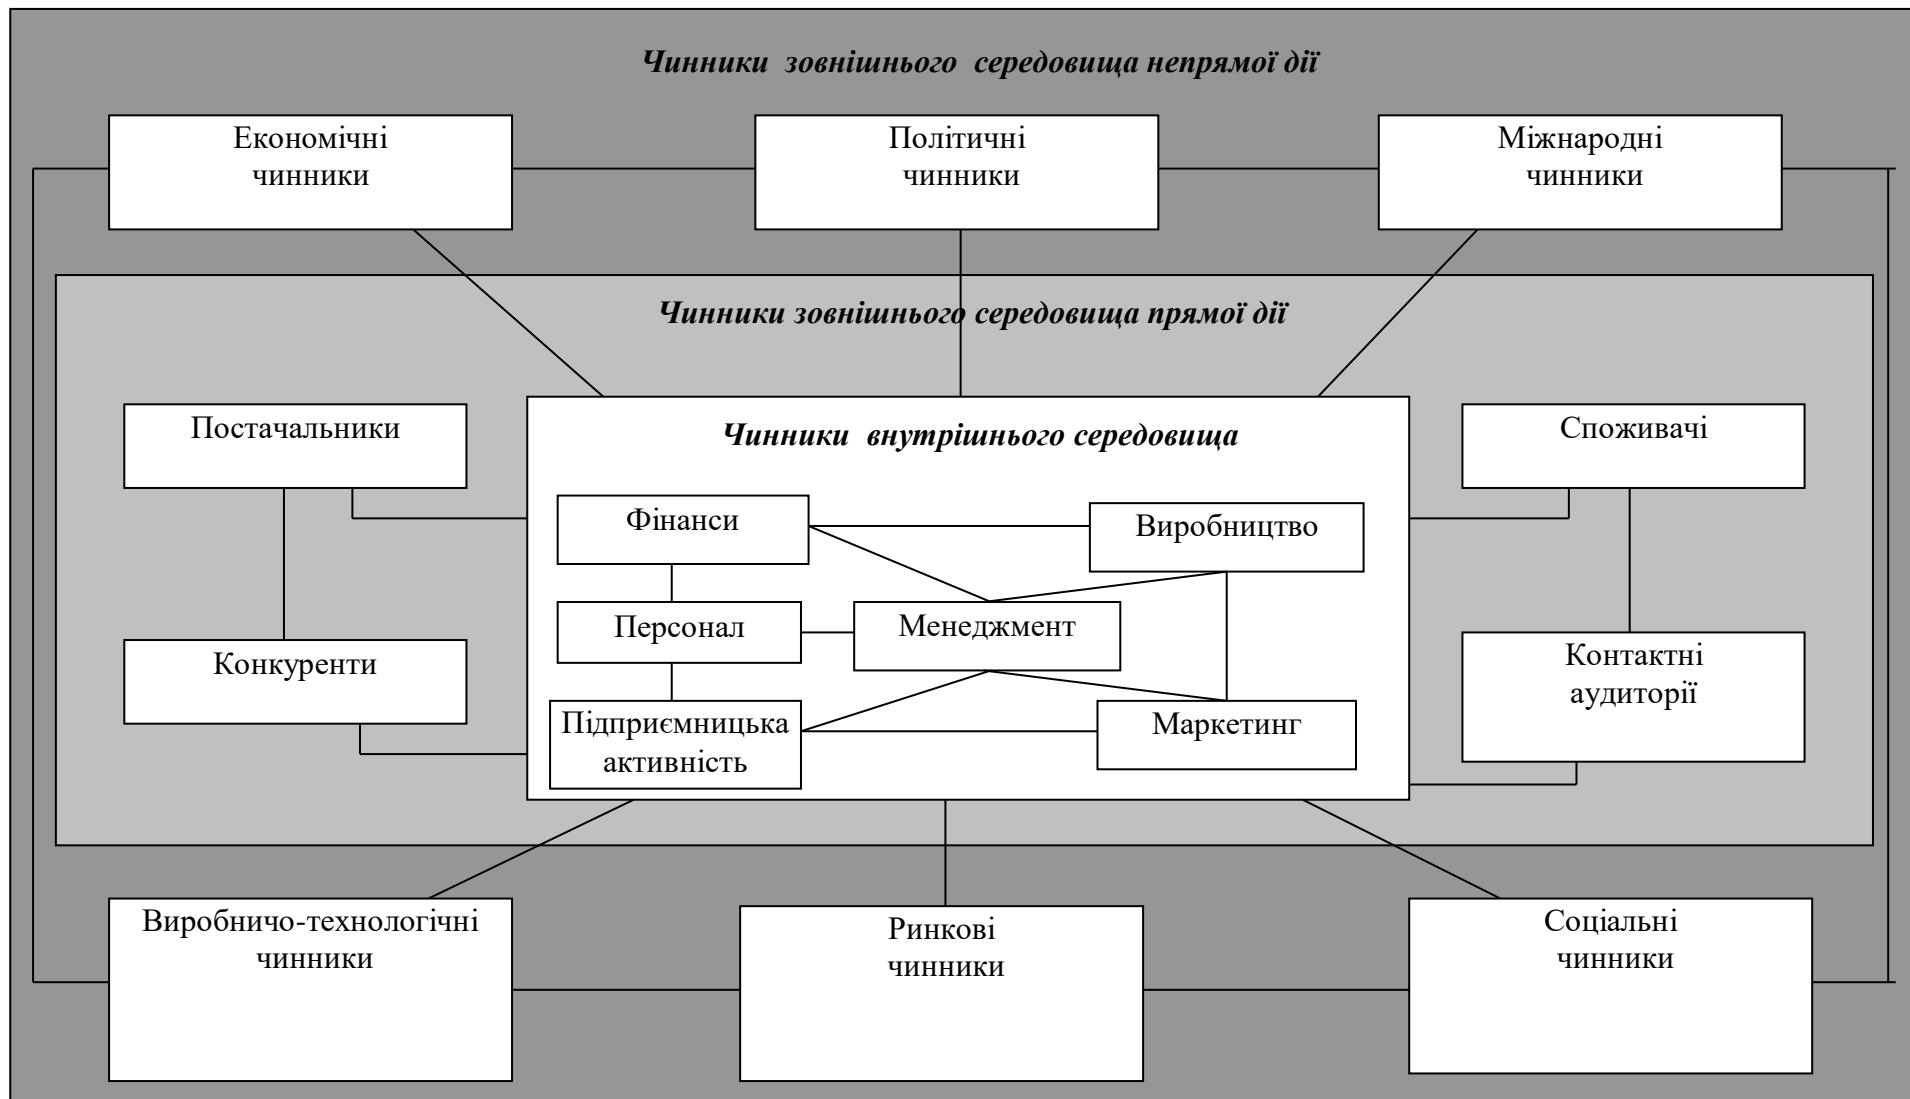 Чинники зовнішнього середовища непрямої дії
Економічні
чинники
Політичні
чинники
Міжнародні
чинники
Чинники зовнішнього середовища прямої дії
Постачальники
Чинники внутрішнього середовища
Споживачі
Фінанси
Виробництво
Персонал
Менеджмент
Конкуренти
Контактні
аудиторії
Підприємницька
активність
Маркетинг
Виробничо-технологічні
чинники
Ринкові
чинники
Соціальні
чинники